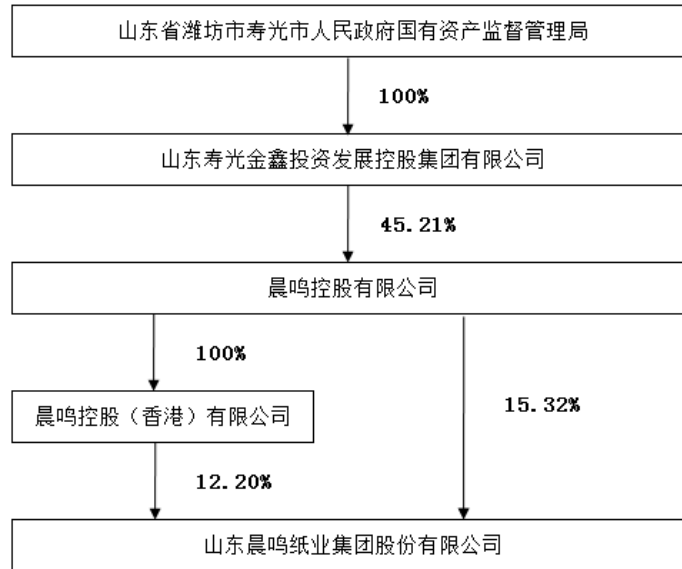 山东省潍坊市寿光市人民政府国有资产监督管理局
100%
山东寿光金鑫投资发展控股集团有限公司
45.21%
晨鸣控股有限公司
100%
15.32%
晨鸣控股（香港）有限公司
12.20%
山东晨鸣纸业集团股份有限公司